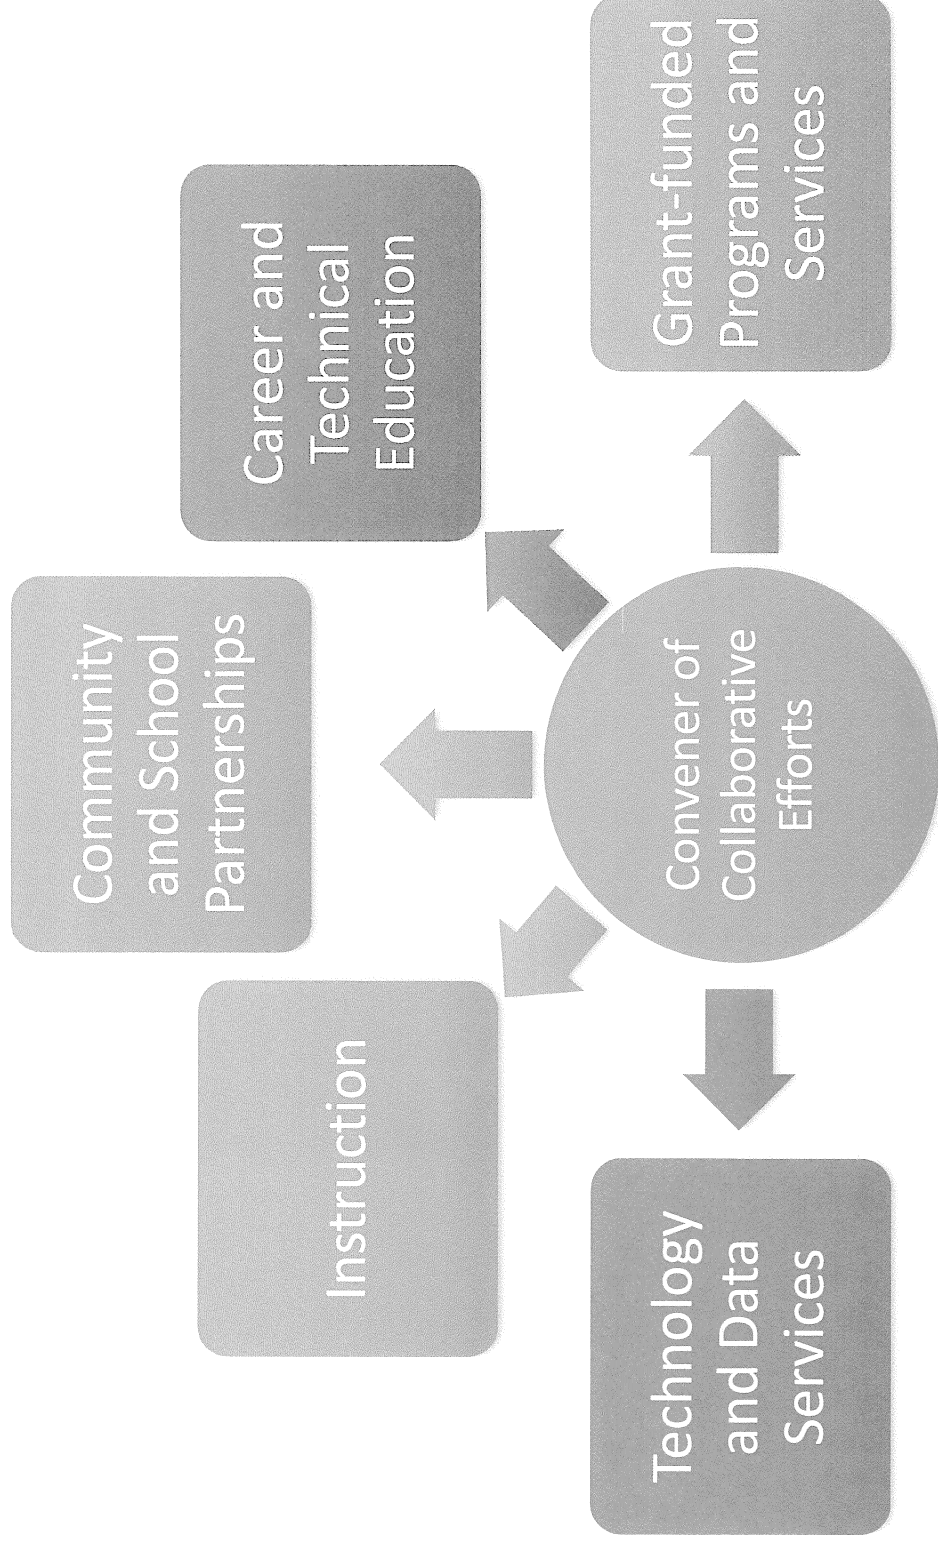 Technology
and Data
Services
Instruction
Community
and School
Partnerships
Career and
Technical
Education
Grant-funded
Programs and
Services
Convener of
Collaborative
Efforts